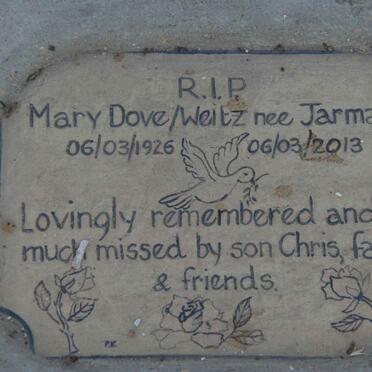 R.I.P
Mary Dove/Weitz nee Jarma
06/03/1926 06/03/2013
Lovingly remembered and
much missed by son Chris, fa
& friends.
P.K